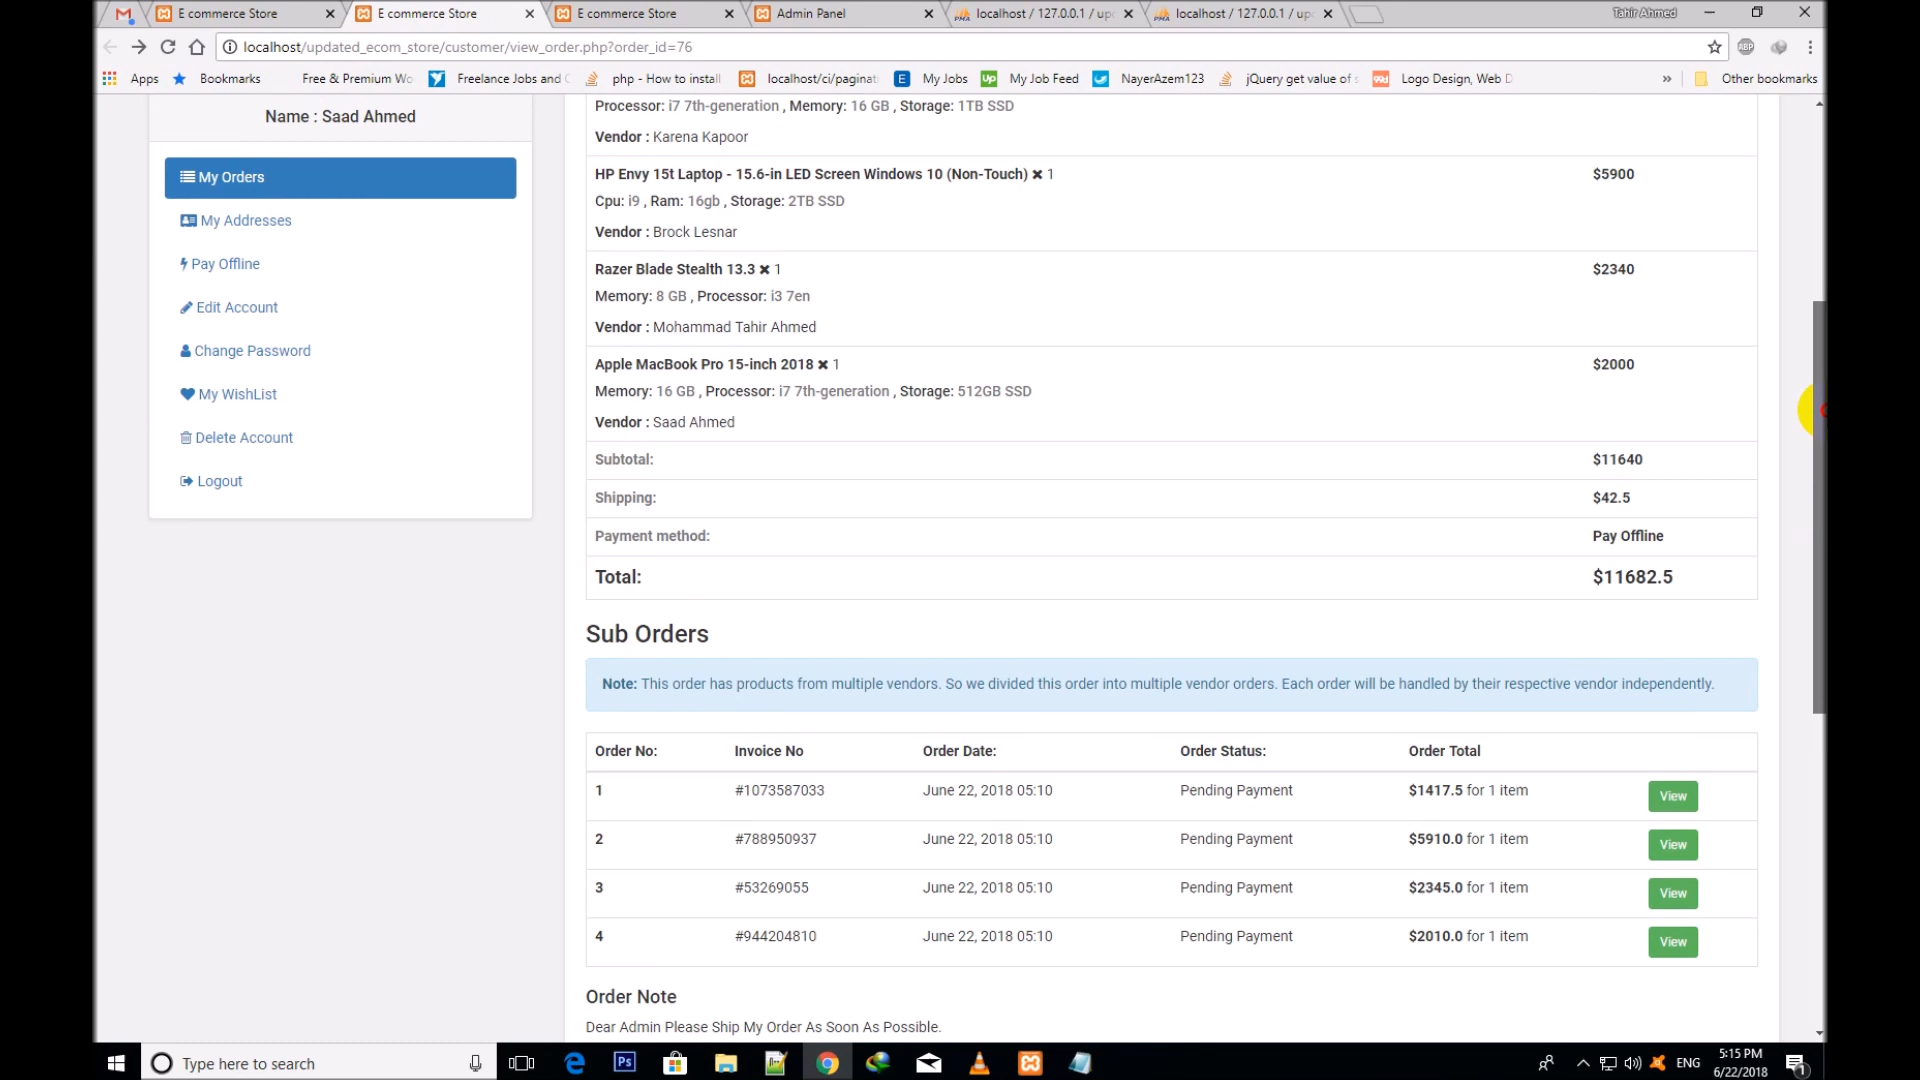 E commerce Store
E commerce Store
E commerce Store
Admin Panel
localhost / 127.0.0.1 / upd
localhost / 127.0.0.1 / upd
Tahir Ahmed
localhost/updated_ecom_store/customer/view_order.php?order_id=76
Apps
Bookmarks
Free & Premium Wo
Freelance Jobs and
php - How to install
localhost/ci/paginati
My Jobs
My Job Feed
NayerAzem123
jQuery get value of s
Logo Design, Web D
»
Other bookmarks
Name : Saad Ahmed
My Orders
My Addresses
Pay Offline
Edit Account
Change Password
My WishList
Delete Account
Logout
Processor: i7 7th-generation , Memory: 16 GB , Storage: 1TB SSD
Vendor : Karena Kapoor
HP Envy 15t Laptop - 15.6-in LED Screen Windows 10 (Non-Touch) ✖ 1 $5900
Cpu: i9 , Ram: 16gb , Storage: 2TB SSD
Vendor : Brock Lesnar
Razer Blade Stealth 13.3 ✖ 1 $2340
Memory: 8 GB , Processor: i3 7en
Vendor : Mohammad Tahir Ahmed
Apple MacBook Pro 15-inch 2018 ✖ 1 $2000
Memory: 16 GB , Processor: i7 7th-generation , Storage: 512GB SSD
Vendor : Saad Ahmed
Subtotal: $11640
Shipping: $42.5
Payment method: Pay Offline
Total: $11682.5
Sub Orders
Note: This order has products from multiple vendors. So we divided this order into multiple vendor orders. Each order will be handled by their respective vendor independently.
Order No: Invoice No Order Date: Order Status: Order Total
1 #1073587033 June 22, 2018 05:10 Pending Payment $1417.5 for 1 item View
2 #788950937 June 22, 2018 05:10 Pending Payment $5910.0 for 1 item View
3 #53269055 June 22, 2018 05:10 Pending Payment $2345.0 for 1 item View
4 #944204810 June 22, 2018 05:10 Pending Payment $2010.0 for 1 item View
Order Note
Dear Admin Please Ship My Order As Soon As Possible.
Type here to search
ENG
5:15 PM
6/22/2018